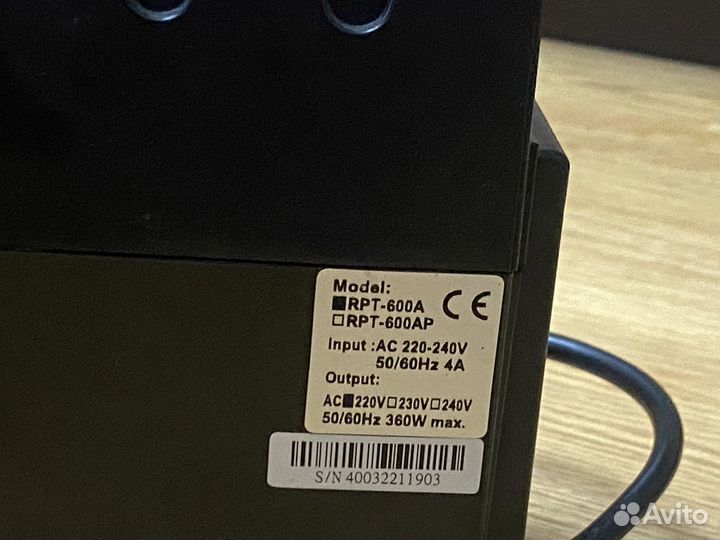 Model:
■RPT-600A CE
□RPT-600AP
Input :AC 220-240V
50/60Hz 4A
Output:
AC■220V□230V□240V
50/60Hz 360W max.
S/N 40032211903
Avito